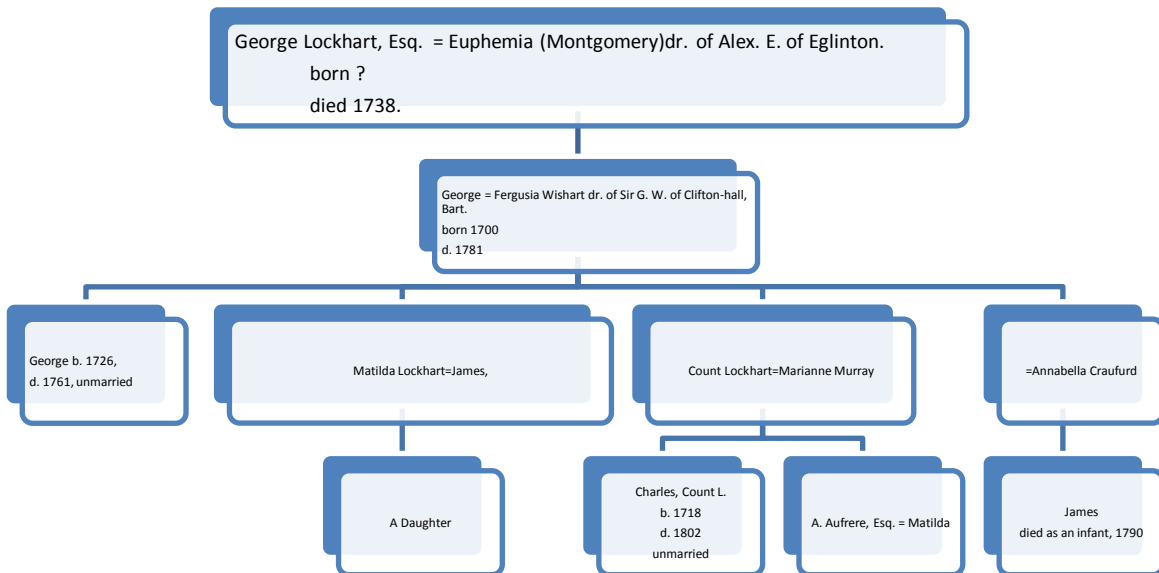 George Lockhart, Esq. = Euphemia (Montgomery)dr. of Alex. E. of Eglinton.
born ?
died 1738.
George = Fergusia Wishart dr. of Sir G. W. of Clifton-hall,
Bart.
born 1700
d. 1781
George b. 1726,
d. 1761, unmarried
Matilda Lockhart=James,
Count Lockhart=Marianne Murray
=Annabella Craufurd
A Daughter
Charles, Count L.
b. 1718
d. 1802
unmarried
A. Aufrere, Esq. = Matilda
James
died as an infant, 1790